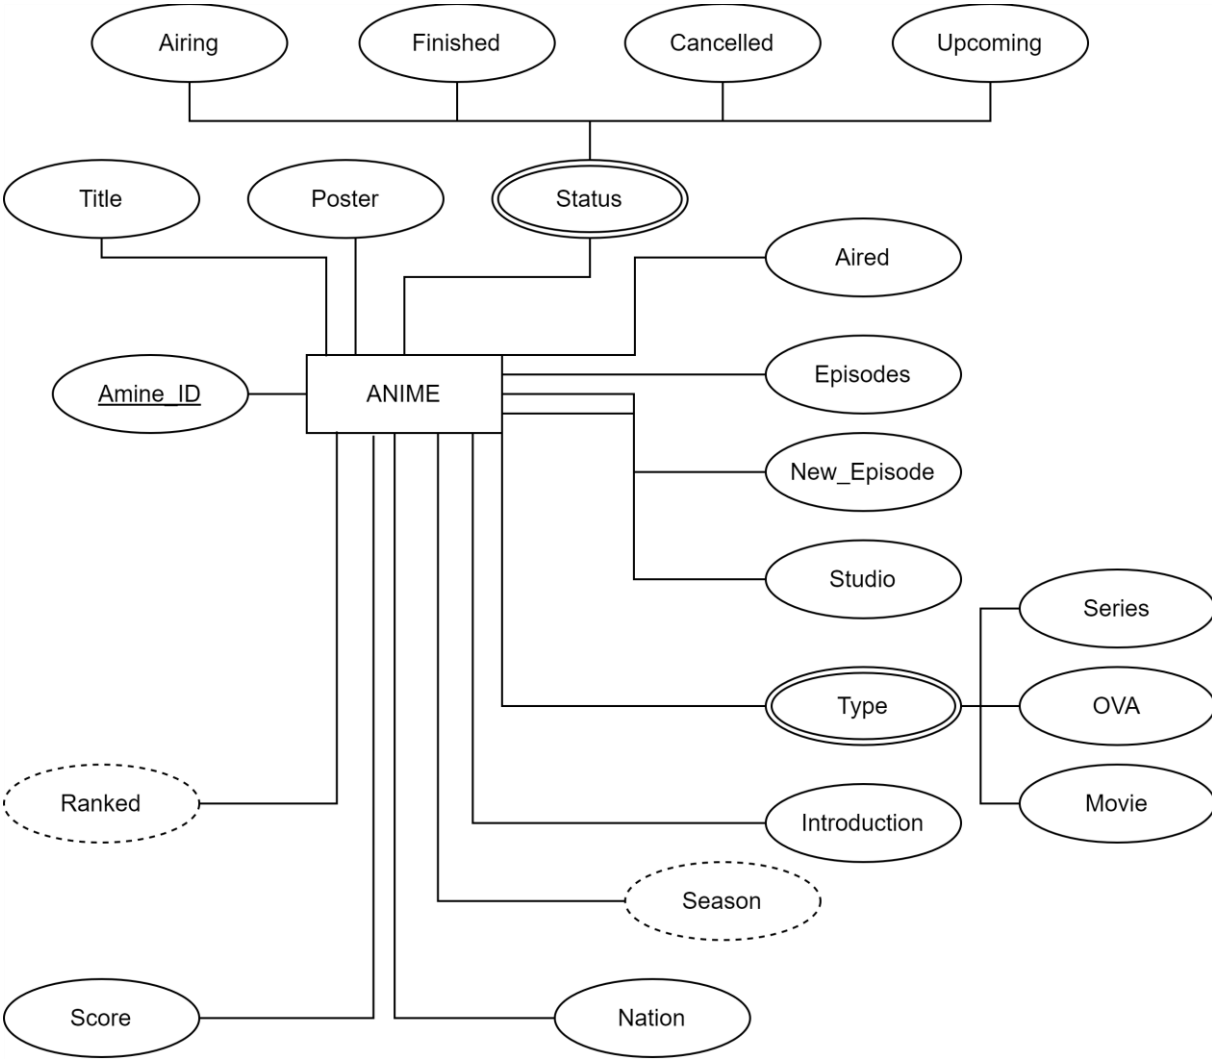 Airing
Finished
Cancelled
Upcoming
Title
Poster
Status
Aired
Episodes
Amine_ID
ANIME
New_Episode
Studio
Series
Type
OVA
Ranked
Movie
Introduction
Season
Score
Nation